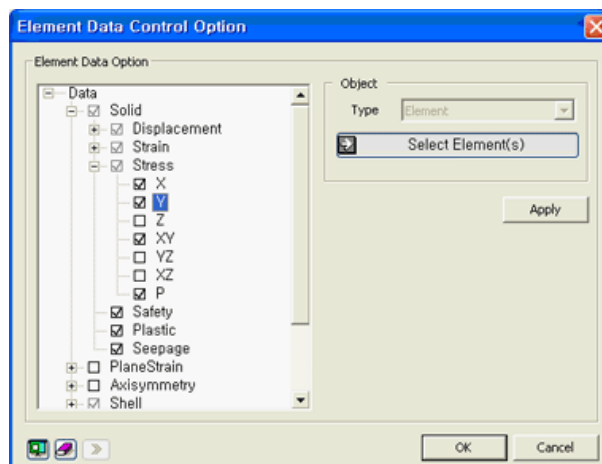 Element Data Control Option
Element Data Option
Data
Solid
Displacement
Strain
Stress
X
Y
Z
XY
YZ
XZ
P
Safety
Plastic
Seepage
PlaneStrain
Axisymmetry
Shell
Object
Type Element
Select Element(s)
Apply
OK Cancel